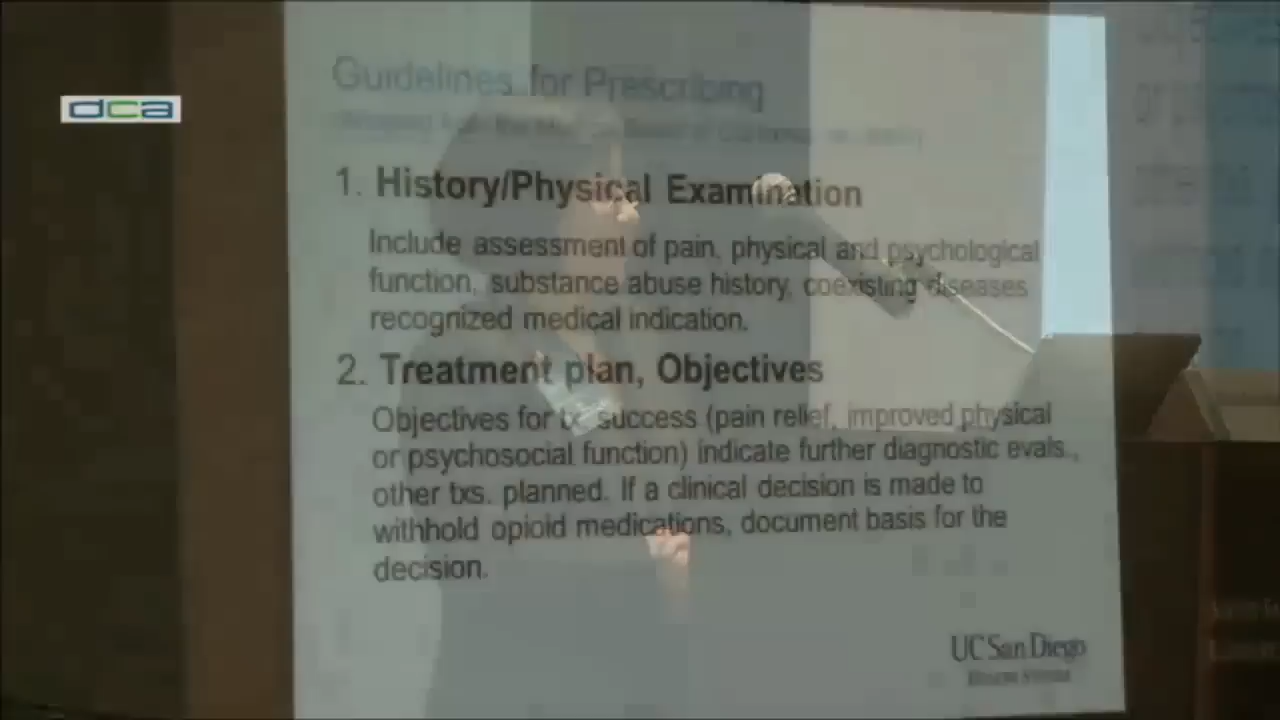 dca
Guidelines for Prescribing
1. History/Physical Examination
Include assessment of pain, physical and psychological
function, substance abuse history, coexisting diseases
recognized medical indication.
2. Treatment plan, Objectives
Objectives for tx. success (pain relief, improved physical
or psychosocial function) indicate further diagnostic evals.,
other txs. planned. If a clinical decision is made to
withhold opioid medications, document basis for the
decision.
UC San Diego